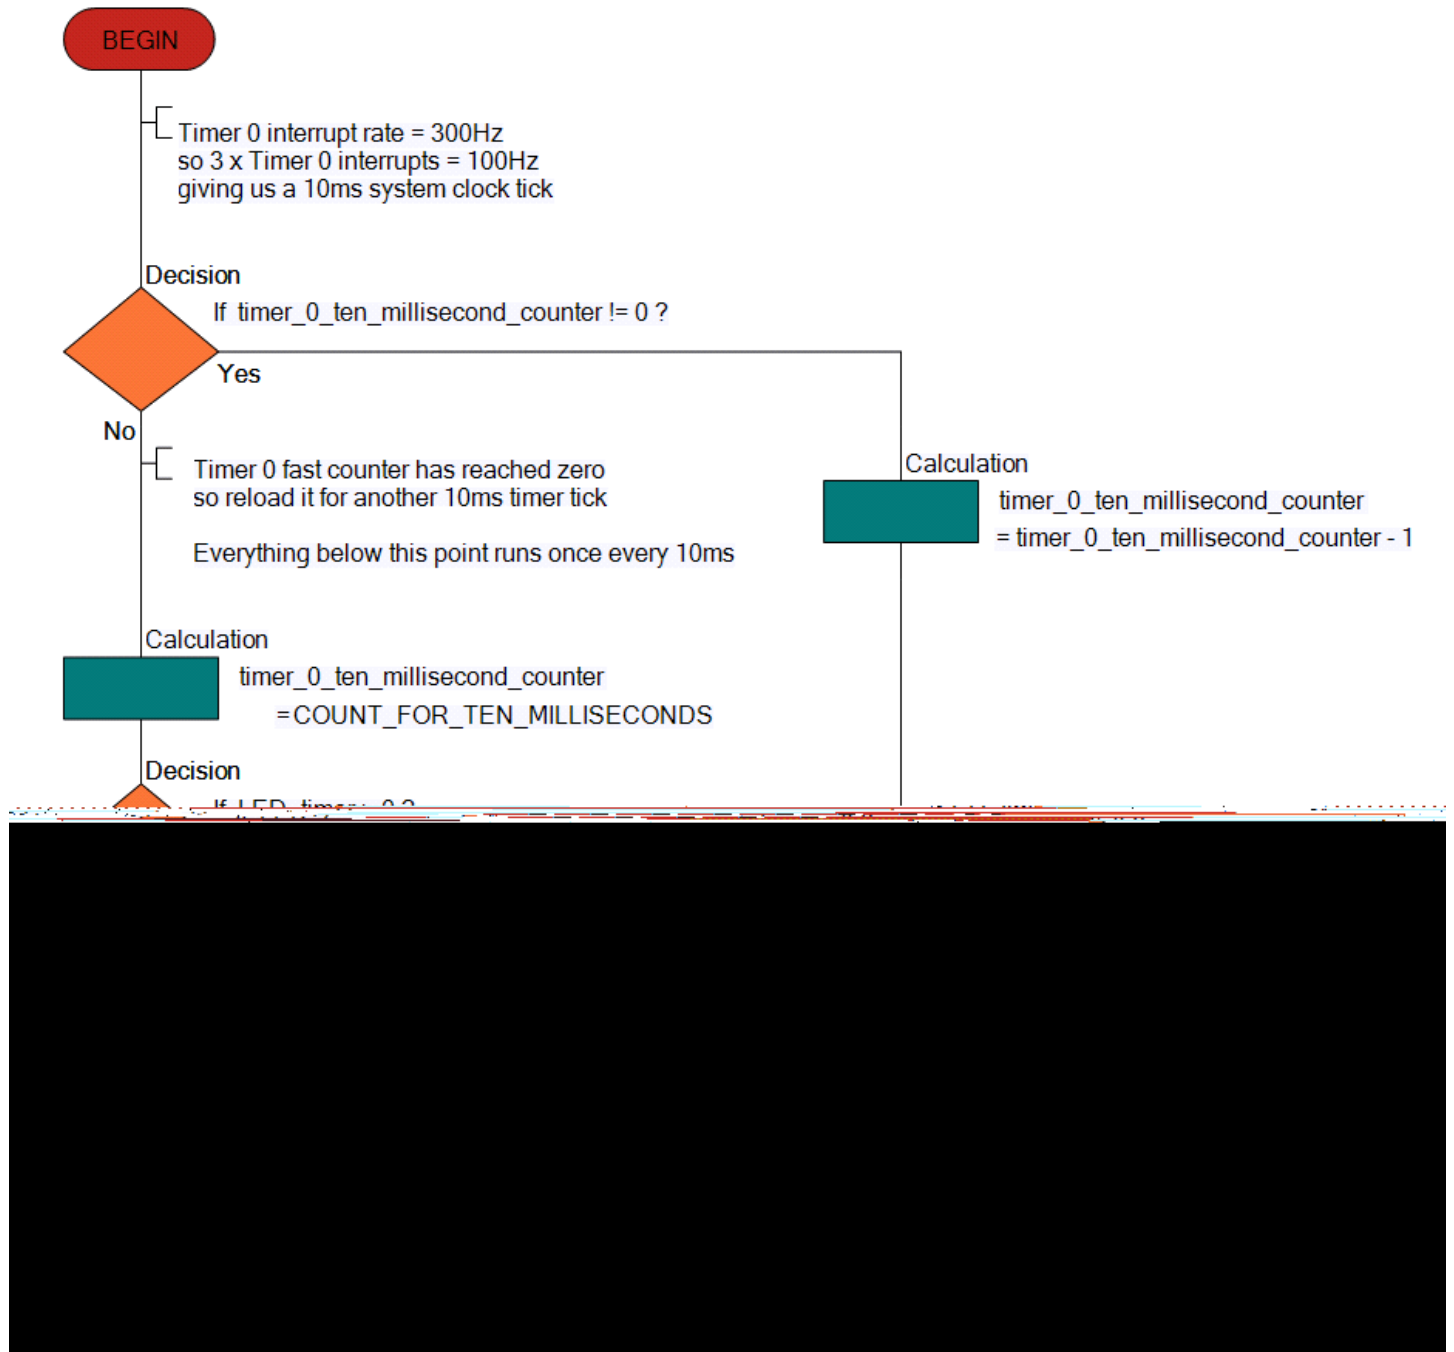 BEGIN
Timer 0 interrupt rate = 300Hz
so 3 x Timer 0 interrupts = 100Hz
giving us a 10ms system clock tick
Decision
If timer_0_ten_millisecond_counter != 0 ?
Yes
No
Timer 0 fast counter has reached zero
so reload it for another 10ms timer tick
Everything below this point runs once every 10ms
Calculation
timer_0_ten_millisecond_counter
= timer_0_ten_millisecond_counter - 1
Calculation
timer_0_ten_millisecond_counter
=COUNT_FOR_TEN_MILLISECONDS
Decision
If LED